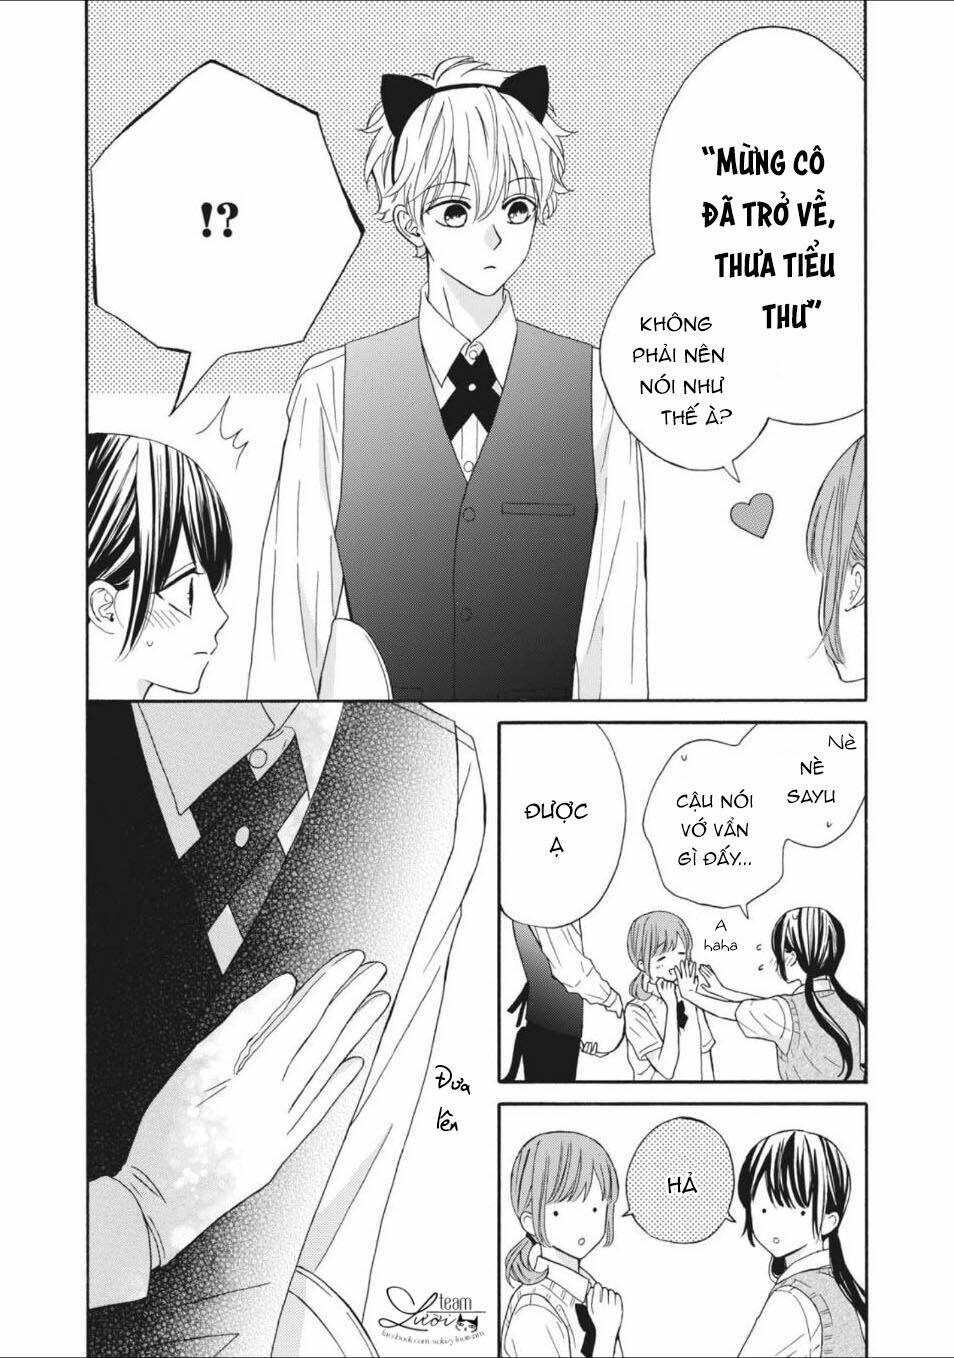 "MỪNG CÔ
ĐÃ TRỞ VỀ,
THƯA TIỂU
THƯ"
KHÔNG
PHẢI NÊN
NÓI NHƯ
THẾ À?
!?
Nè
NÈ
SAYU
CẬU NÓI
VỚ VẨN
GÌ ĐẤY...
A
haha
ĐƯỢC
Ạ
Đưa
lên
HẢ
team
Lười